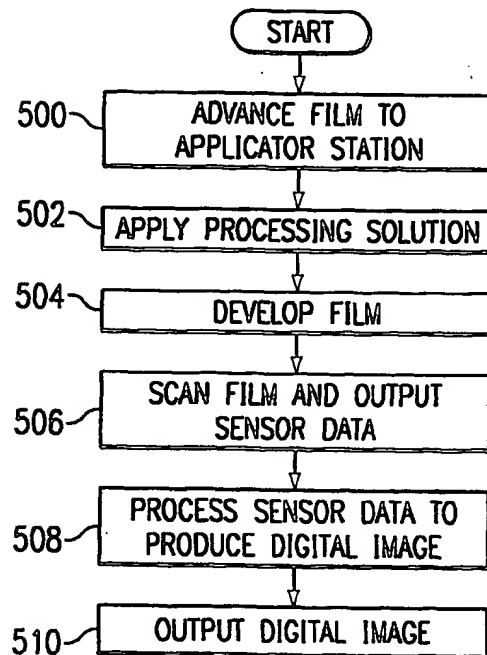 START
500
ADVANCE FILM TO
APPLICATOR STATION
502
APPLY PROCESSING SOLUTION
504
DEVELOP FILM
506
SCAN FILM AND OUTPUT
SENSOR DATA
508
PROCESS SENSOR DATA TO
PRODUCE DIGITAL IMAGE
510
OUTPUT DIGITAL IMAGE